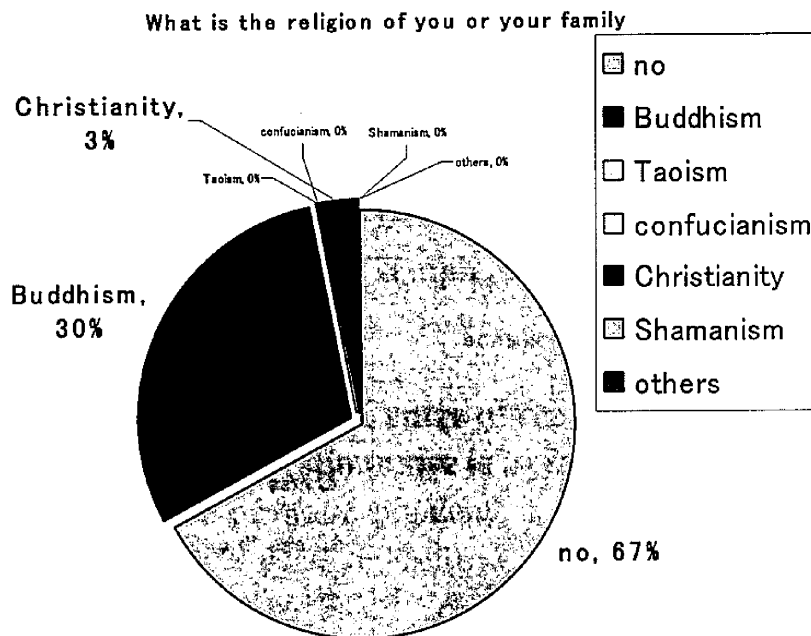 What is the religion of you or your family
no
Buddhism
Taoism
confucianism
Christianity
Shamanism
others
Christianity,
3%
confucianism, 0%
Shamanism, 0%
Taoism, 0%
others, 0%
Buddhism,
30%
no, 67%